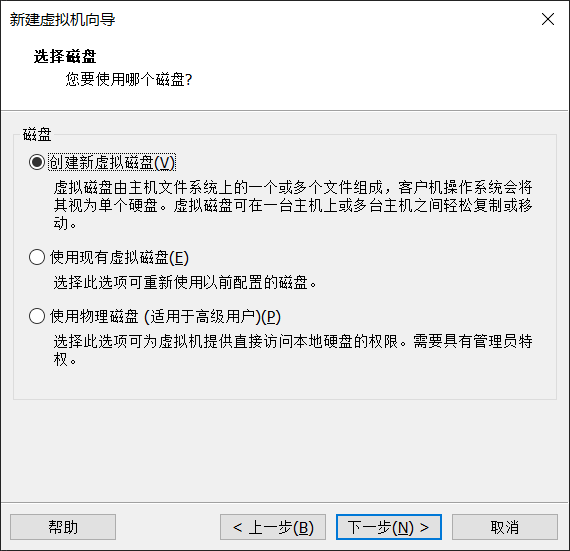 新建虚拟机向导
选择磁盘
您要使用哪个磁盘?
磁盘
创建新虚拟磁盘(V)
虚拟磁盘由主机文件系统上的一个或多个文件组成，客户机操作系统会将
其视为单个硬盘。虚拟磁盘可在一台主机上或多台主机之间轻松复制或移
动。
使用现有虚拟磁盘(E)
选择此选项可重新使用以前配置的磁盘。
使用物理磁盘 (适用于高级用户)(P)
选择此选项可为虚拟机提供直接访问本地硬盘的权限。需要具有管理员特
权。
帮助
< 上一步(B)
下一步(N) >
取消